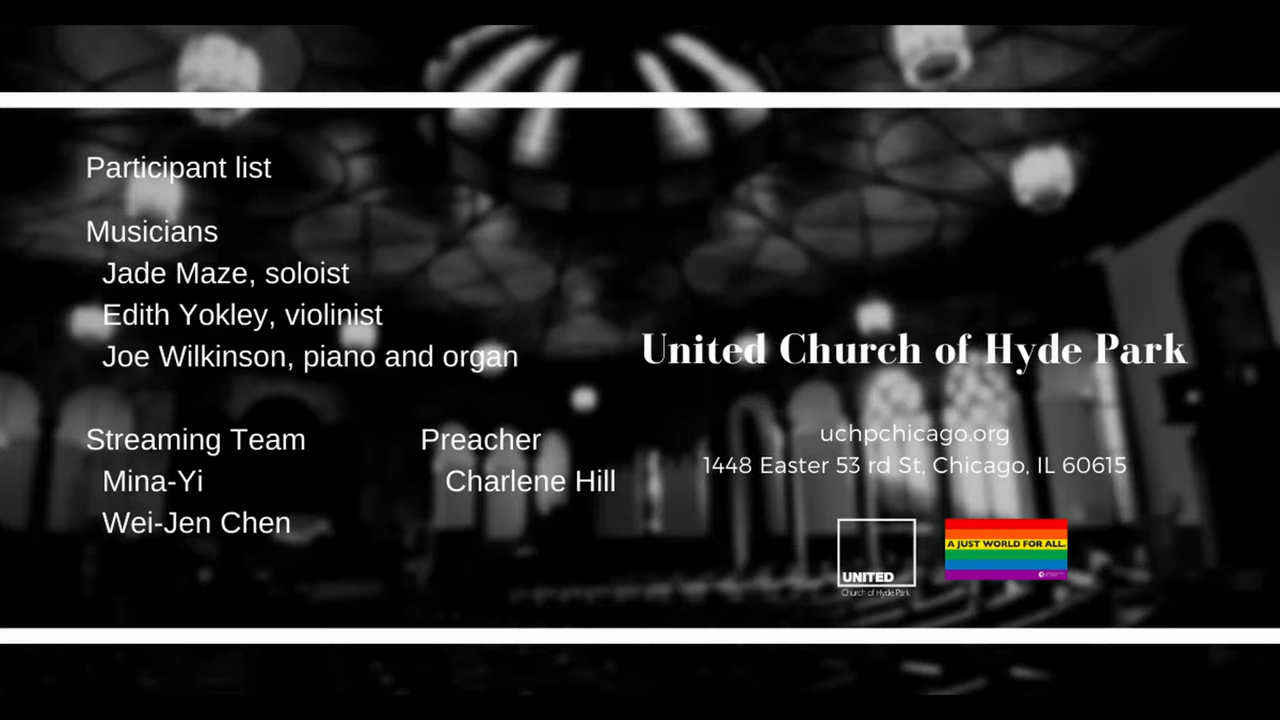 Participant list
Musicians
Jade Maze, soloist
Edith Yokley, violinist
Joe Wilkinson, piano and organ
Streaming Team
Mina-Yi
Wei-Jen Chen
Preacher
Charlene Hill
United Church of Hyde Park
uchpchicago.org
1448 Easter 53 rd St, Chicago, IL 60615
UNITED
Church of Hyde Park
A JUST WORLD FOR ALL.